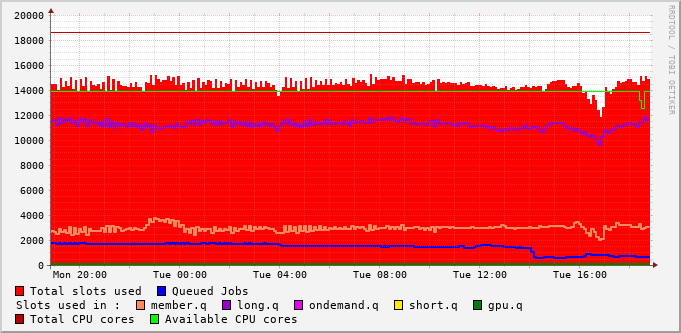 20000
18000
16000
14000
12000
10000
8000
6000
4000
2000
0
Mon 20:00 Tue 00:00 Tue 04:00 Tue 08:00 Tue 12:00 Tue 16:00
RRDTOOL / TOBI OETIKER
Total slots used Queued Jobs
Slots used in : member.q long.q ondemand.q short.q gpu.q
Total CPU cores Available CPU cores